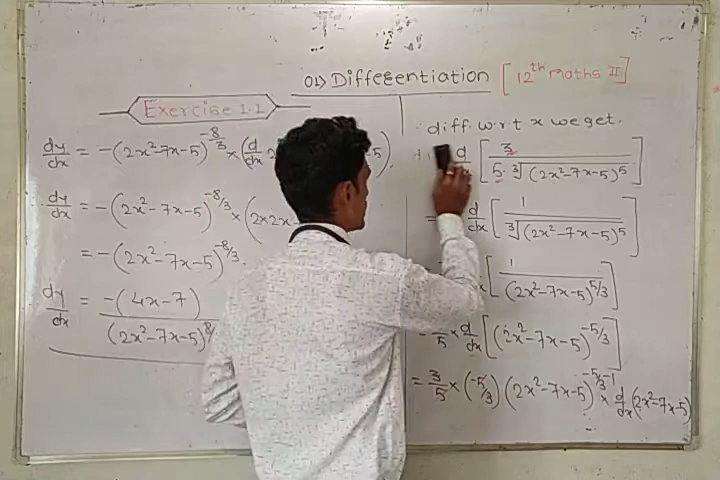 01) Differentiation [12th maths II]
Exercise 1.1
dy/dx = -(2x²-7x-5)^-8/3 × (d/dx 2
dy/dx = -(2x²-7x-5)^-8/3 × (2×2x-
= -(2x²-7x-5)^-8/3.
dy/dx = -(4x-7) / (2x²-7x-5)^8/
diff. w.r.t x we get.
d [3 / 5·∛(2x²-7x-5)⁵]
= d/dx [1 / ∛(2x²-7x-5)⁵]
[1 / (2x²-7x-5)^5/3]
/5 × d/dx [(2x²-7x-5)^-5/3]
= 3/5 × (-5/3) (2x²-7x-5)^-5/3-1 × d/dx (2x²-7x-5)